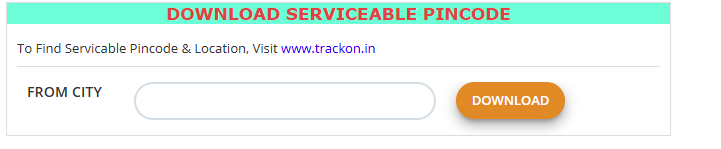 DOWNLOAD SERVICEABLE PINCODE
To Find Servicable Pincode & Location, Visit www.trackon.in
FROM CITY
DOWNLOAD